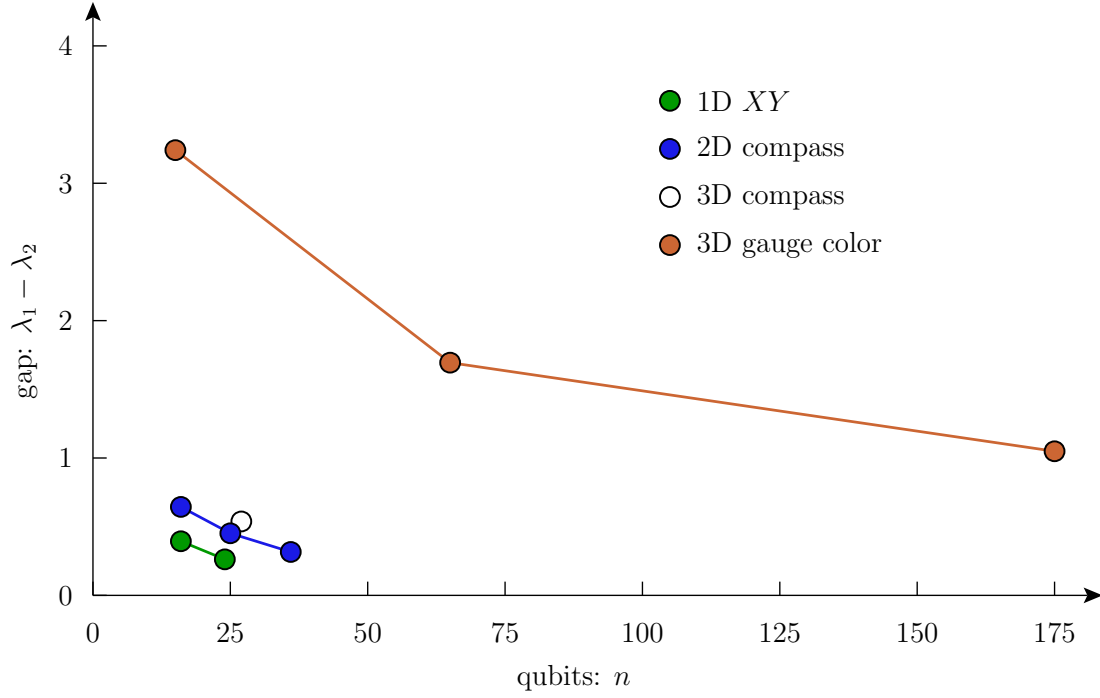 4
3
2
1
0
gap: λ₁ − λ₂
1D XY
2D compass
3D compass
3D gauge color
0 25 50 75 100 125 150 175
qubits: n